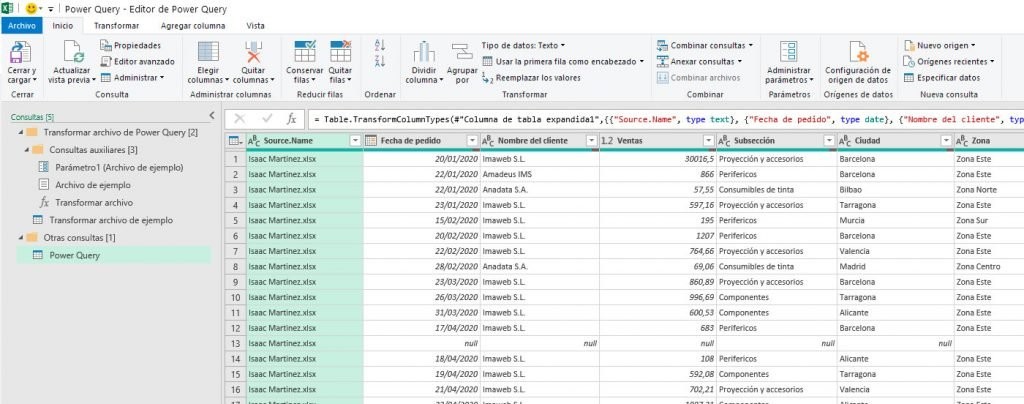 Power Query - Editor de Power Query
Archivo Inicio Transformar Agregar columna Vista
Cerrar y cargar
Cerrar
Actualizar vista previa
Propiedades
Editor avanzado
Administrar
Consulta
Elegir columnas
Quitar columnas
Administrar columnas
Conservar filas
Quitar filas
Reducir filas
Ordenar
Dividir columna
Agrupar por
Tipo de datos: Texto
Usar la primera fila como encabezado
Reemplazar los valores
Transformar
Combinar consultas
Anexar consultas
Combinar archivos
Combinar
Administrar parámetros
Parámetros
Configuración de origen de datos
Orígenes de datos
Nuevo origen
Orígenes recientes
Especificar datos
Nueva consulta
Consultas [5]
Transformar archivo de Power Query [2]
Consultas auxiliares [3]
Parámetro1 (Archivo de ejemplo)
Archivo de ejemplo
fx Transformar archivo
Transformar archivo de ejemplo
Otras consultas [1]
Power Query
fx = Table.TransformColumnTypes(#"Columna de tabla expandida1",{{"Source.Name", type text}, {"Fecha de pedido", type date}, {"Nombre del cliente", typ
ABC Source.Name Fecha de pedido ABC Nombre del cliente 1.2 Ventas ABC Subsección ABC Ciudad ABC Zona
1 Isaac Martinez.xlsx 20/01/2020 Imaweb S.L. 30016,5 Proyección y accesorios Barcelona Zona Este
2 Isaac Martinez.xlsx 22/01/2020 Amadeus IMS 866 Perifericos Barcelona Zona Este
3 Isaac Martinez.xlsx 22/01/2020 Anadata S.A. 57,55 Consumibles de tinta Bilbao Zona Norte
4 Isaac Martinez.xlsx 23/01/2020 Imaweb S.L. 597,16 Proyección y accesorios Tarragona Zona Este
5 Isaac Martinez.xlsx 15/02/2020 Imaweb S.L. 195 Perifericos Murcia Zona Sur
6 Isaac Martinez.xlsx 20/02/2020 Imaweb S.L. 1207 Perifericos Barcelona Zona Este
7 Isaac Martinez.xlsx 22/02/2020 Imaweb S.L. 764,66 Proyección y accesorios Valencia Zona Este
8 Isaac Martinez.xlsx 28/02/2020 Anadata S.A. 69,06 Consumibles de tinta Madrid Zona Centro
9 Isaac Martinez.xlsx 23/03/2020 Imaweb S.L. 860,89 Proyección y accesorios Barcelona Zona Este
10 Isaac Martinez.xlsx 26/03/2020 Imaweb S.L. 996,69 Componentes Tarragona Zona Este
11 Isaac Martinez.xlsx 31/03/2020 Imaweb S.L. 600,53 Componentes Alicante Zona Este
12 Isaac Martinez.xlsx 17/04/2020 Imaweb S.L. 683 Perifericos Barcelona Zona Este
13 Isaac Martinez.xlsx null null null null null
14 Isaac Martinez.xlsx 18/04/2020 Imaweb S.L. 108 Perifericos Alicante Zona Este
15 Isaac Martinez.xlsx 19/04/2020 Imaweb S.L. 592,08 Componentes Tarragona Zona Este
16 Isaac Martinez.xlsx 21/04/2020 Imaweb S.L. 702,21 Proyección y accesorios Valencia Zona Este
17 Isaac Martinez.xlsx Imaweb S.L. Componentes Alicante Zona Este